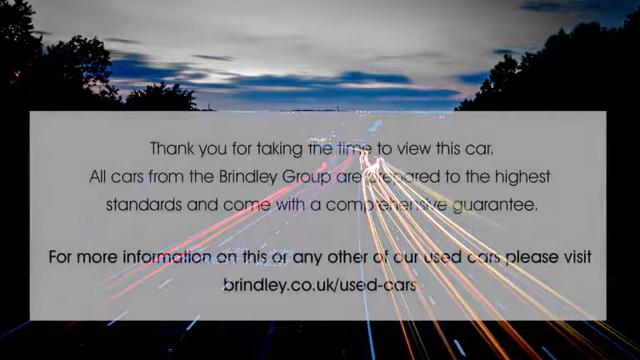 Thank you for taking the time to view this car.
All cars from the Brindley Group are prepared to the highest
standards and come with a comprehensive guarantee.
For more information on this or any other of our used cars please visit
brindley.co.uk/used-cars